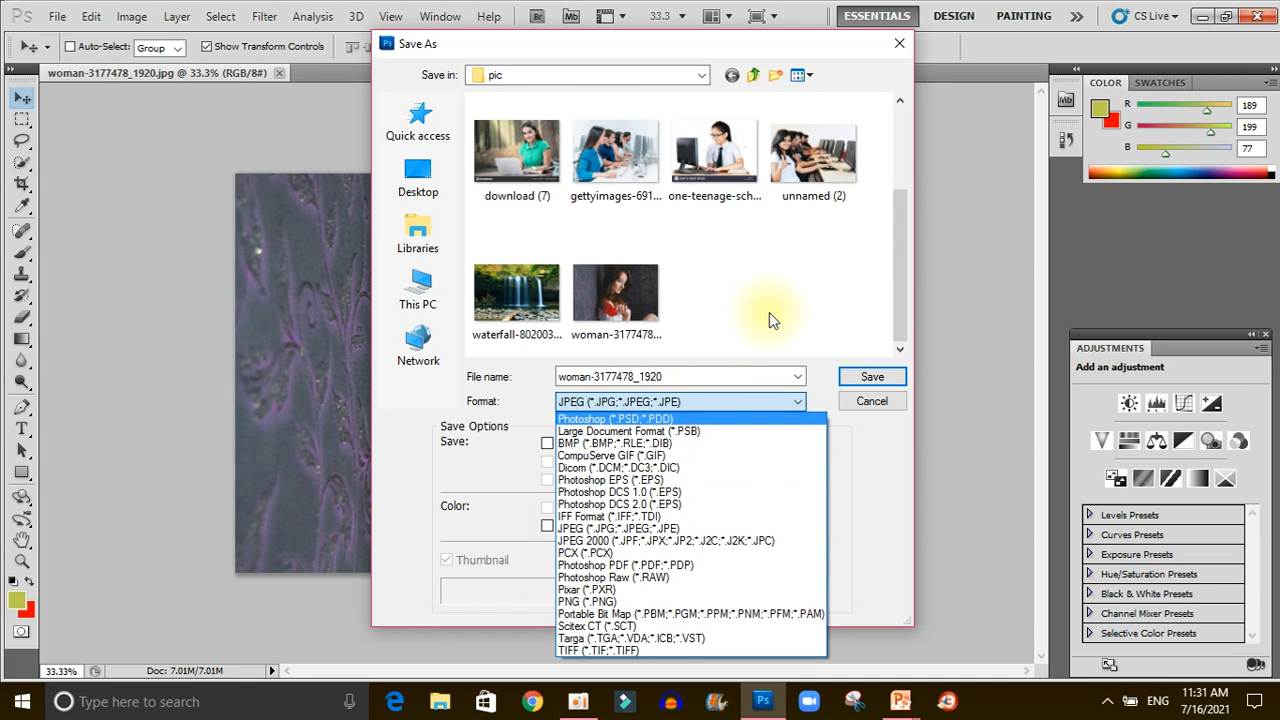 Ps File Edit Image Layer Select Filter Analysis 3D View Window Help Br Mb 33.3 ESSENTIALS DESIGN PAINTING CS Live
Auto-Select: Group Show Transform Controls
woman-3177478_1920.jpg @ 33.3% (RGB/8#)
Ps Save As
Save in: pic
Quick access
Desktop
Libraries
This PC
Network
download (7) gettyimages-691... one-teenage-sch... unnamed (2)
waterfall-802003... woman-3177478...
File name: woman-3177478_1920 Save
Format: JPEG (*.JPG;*.JPEG;*.JPE) Cancel
Photoshop (*.PSD;*.PDD)
Large Document Format (*.PSB)
BMP (*.BMP;*.RLE;*.DIB)
CompuServe GIF (*.GIF)
Dicom (*.DCM;*.DC3;*.DIC)
Photoshop EPS (*.EPS)
Photoshop DCS 1.0 (*.EPS)
Photoshop DCS 2.0 (*.EPS)
IFF Format (*.IFF;*.TDI)
JPEG (*.JPG;*.JPEG;*.JPE)
JPEG 2000 (*.JPF;*.JPX;*.JP2;*.J2C;*.J2K;*.JPC)
PCX (*.PCX)
Photoshop PDF (*.PDF;*.PDP)
Photoshop Raw (*.RAW)
Pixar (*.PXR)
PNG (*.PNG)
Portable Bit Map (*.PBM;*.PGM;*.PPM;*.PNM;*.PFM;*.PAM)
Scitex CT (*.SCT)
Targa (*.TGA;*.VDA;*.ICB;*.VST)
TIFF (*.TIF;*.TIFF)
Save Options
Save:
Color:
Thumbnail
Mb
COLOR SWATCHES
R 189
G 199
B 77
ADJUSTMENTS
Add an adjustment
Levels Presets
Curves Presets
Exposure Presets
Hue/Saturation Presets
Black & White Presets
Channel Mixer Presets
Selective Color Presets
33.33% Doc: 7.01M/7.01M
Type here to search
Ps
ENG
11:31 AM
7/16/2021